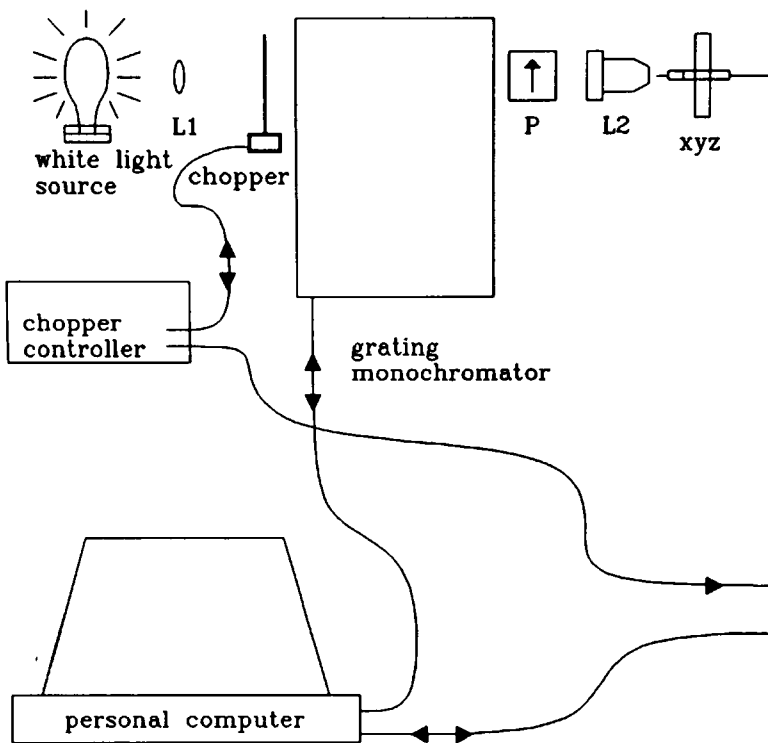 L1
P
L2
xyz
white light
source
chopper
chopper
controller
grating
monochromator
personal computer